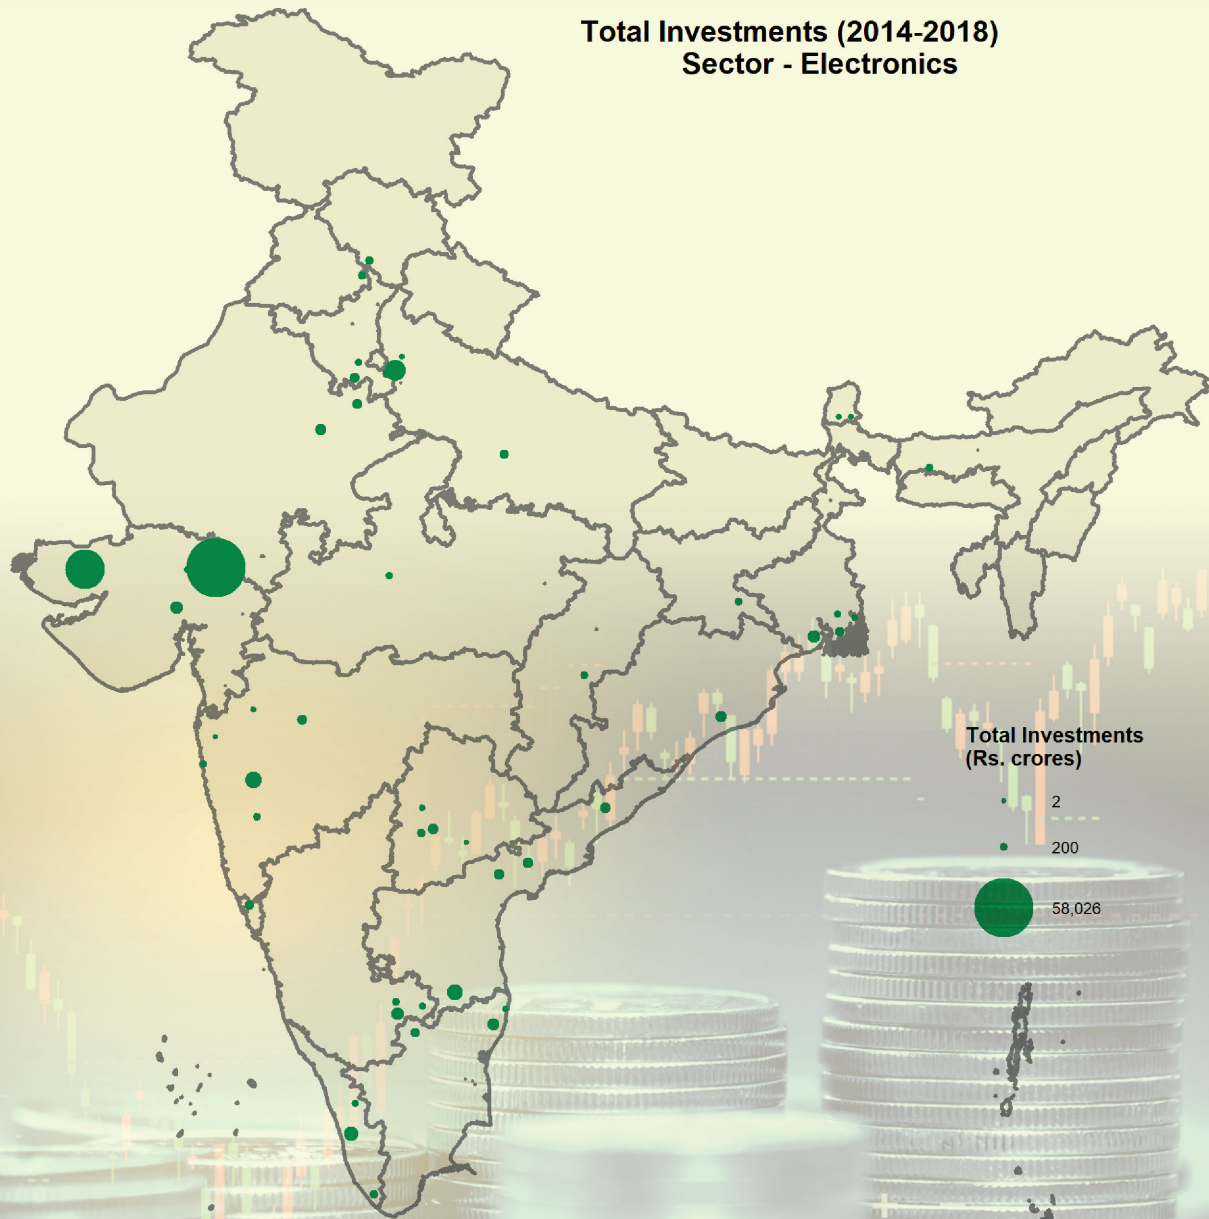 Total Investments (2014-2018)
Sector - Electronics
Total Investments
(Rs. crores)
2
200
58,026